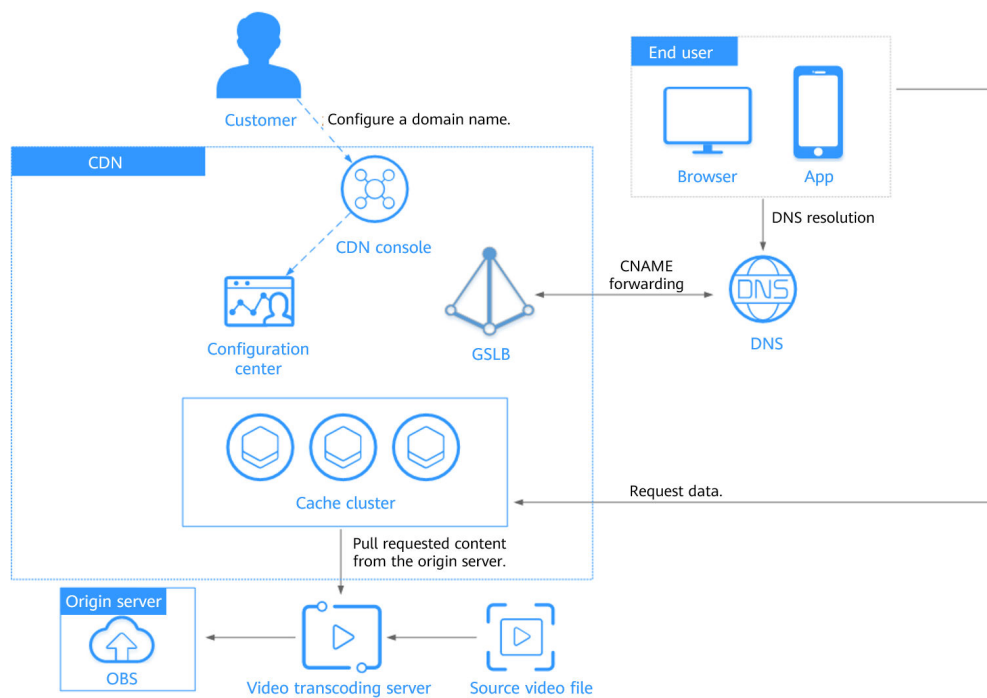 Customer
Configure a domain name.
CDN
CDN console
Configuration
center
GSLB
Cache cluster
Pull requested content
from the origin server.
End user
Browser
App
DNS resolution
CNAME
forwarding
DNS
DNS
Request data.
Origin server
OBS
Video transcoding server
Source video file